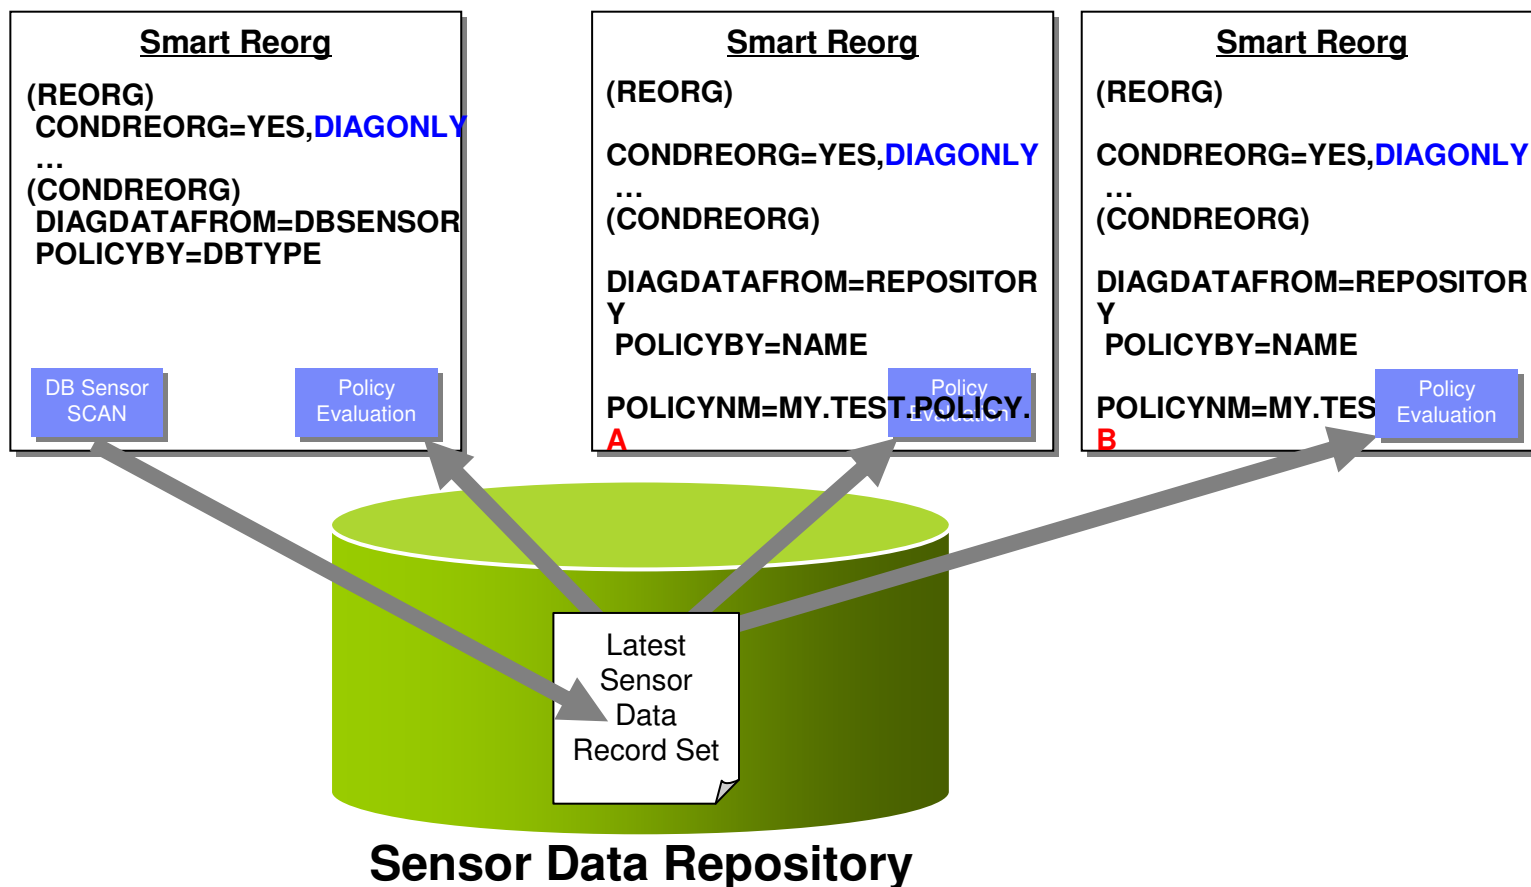 Smart Reorg
(REORG)
CONDREORG=YES,DIAGONLY
...
(CONDREORG)
DIAGDATAFROM=DBSENSOR
POLICYBY=DBTYPE
DB Sensor
SCAN
Policy
Evaluation
Smart Reorg
(REORG)
CONDREORG=YES,DIAGONLY
...
(CONDREORG)
DIAGDATAFROM=REPOSITOR
Y
POLICYBY=NAME
POLICYNM=MY.TEST.POLICY.
A
Policy
Evaluation
Smart Reorg
(REORG)
CONDREORG=YES,DIAGONLY
...
(CONDREORG)
DIAGDATAFROM=REPOSITOR
Y
POLICYBY=NAME
POLICYNM=MY.TES
B
Policy
Evaluation
Latest
Sensor
Data
Record Set
Sensor Data Repository